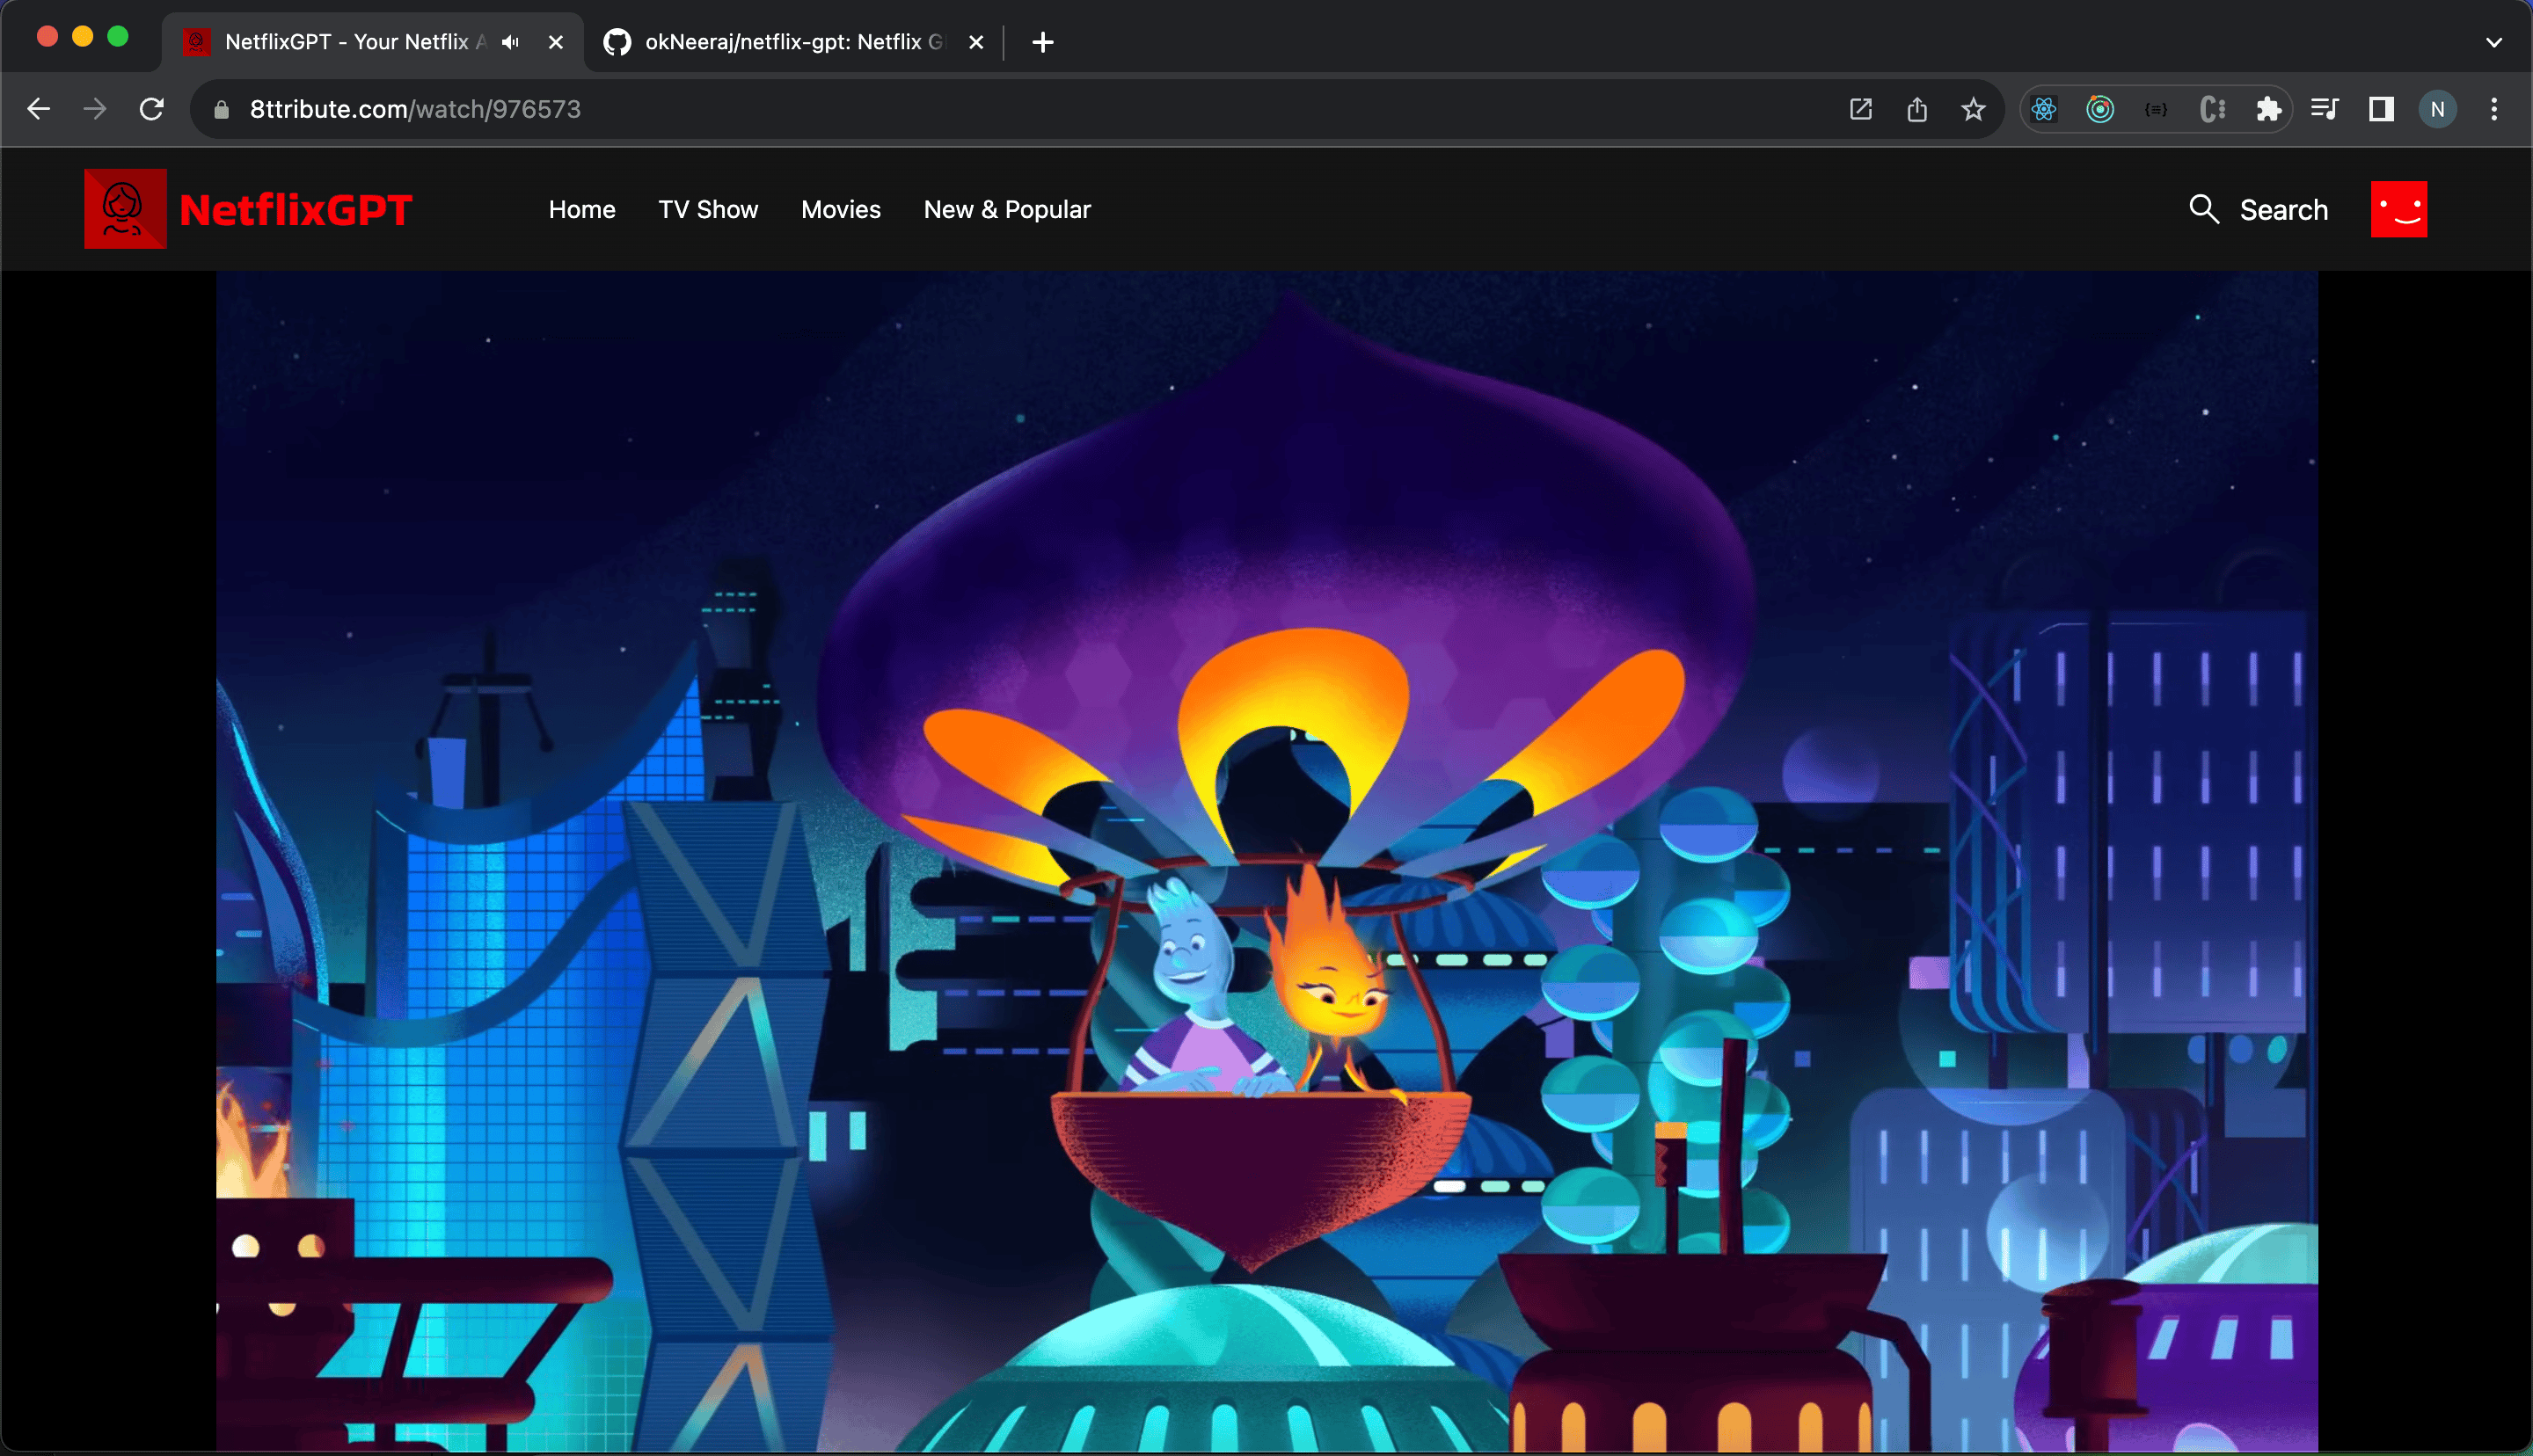 NetflixGPT - Your Netflix A
okNeeraj/netflix-gpt: Netflix G
8ttribute.com/watch/976573
N
NetflixGPT
Home
TV Show
Movies
New & Popular
Search